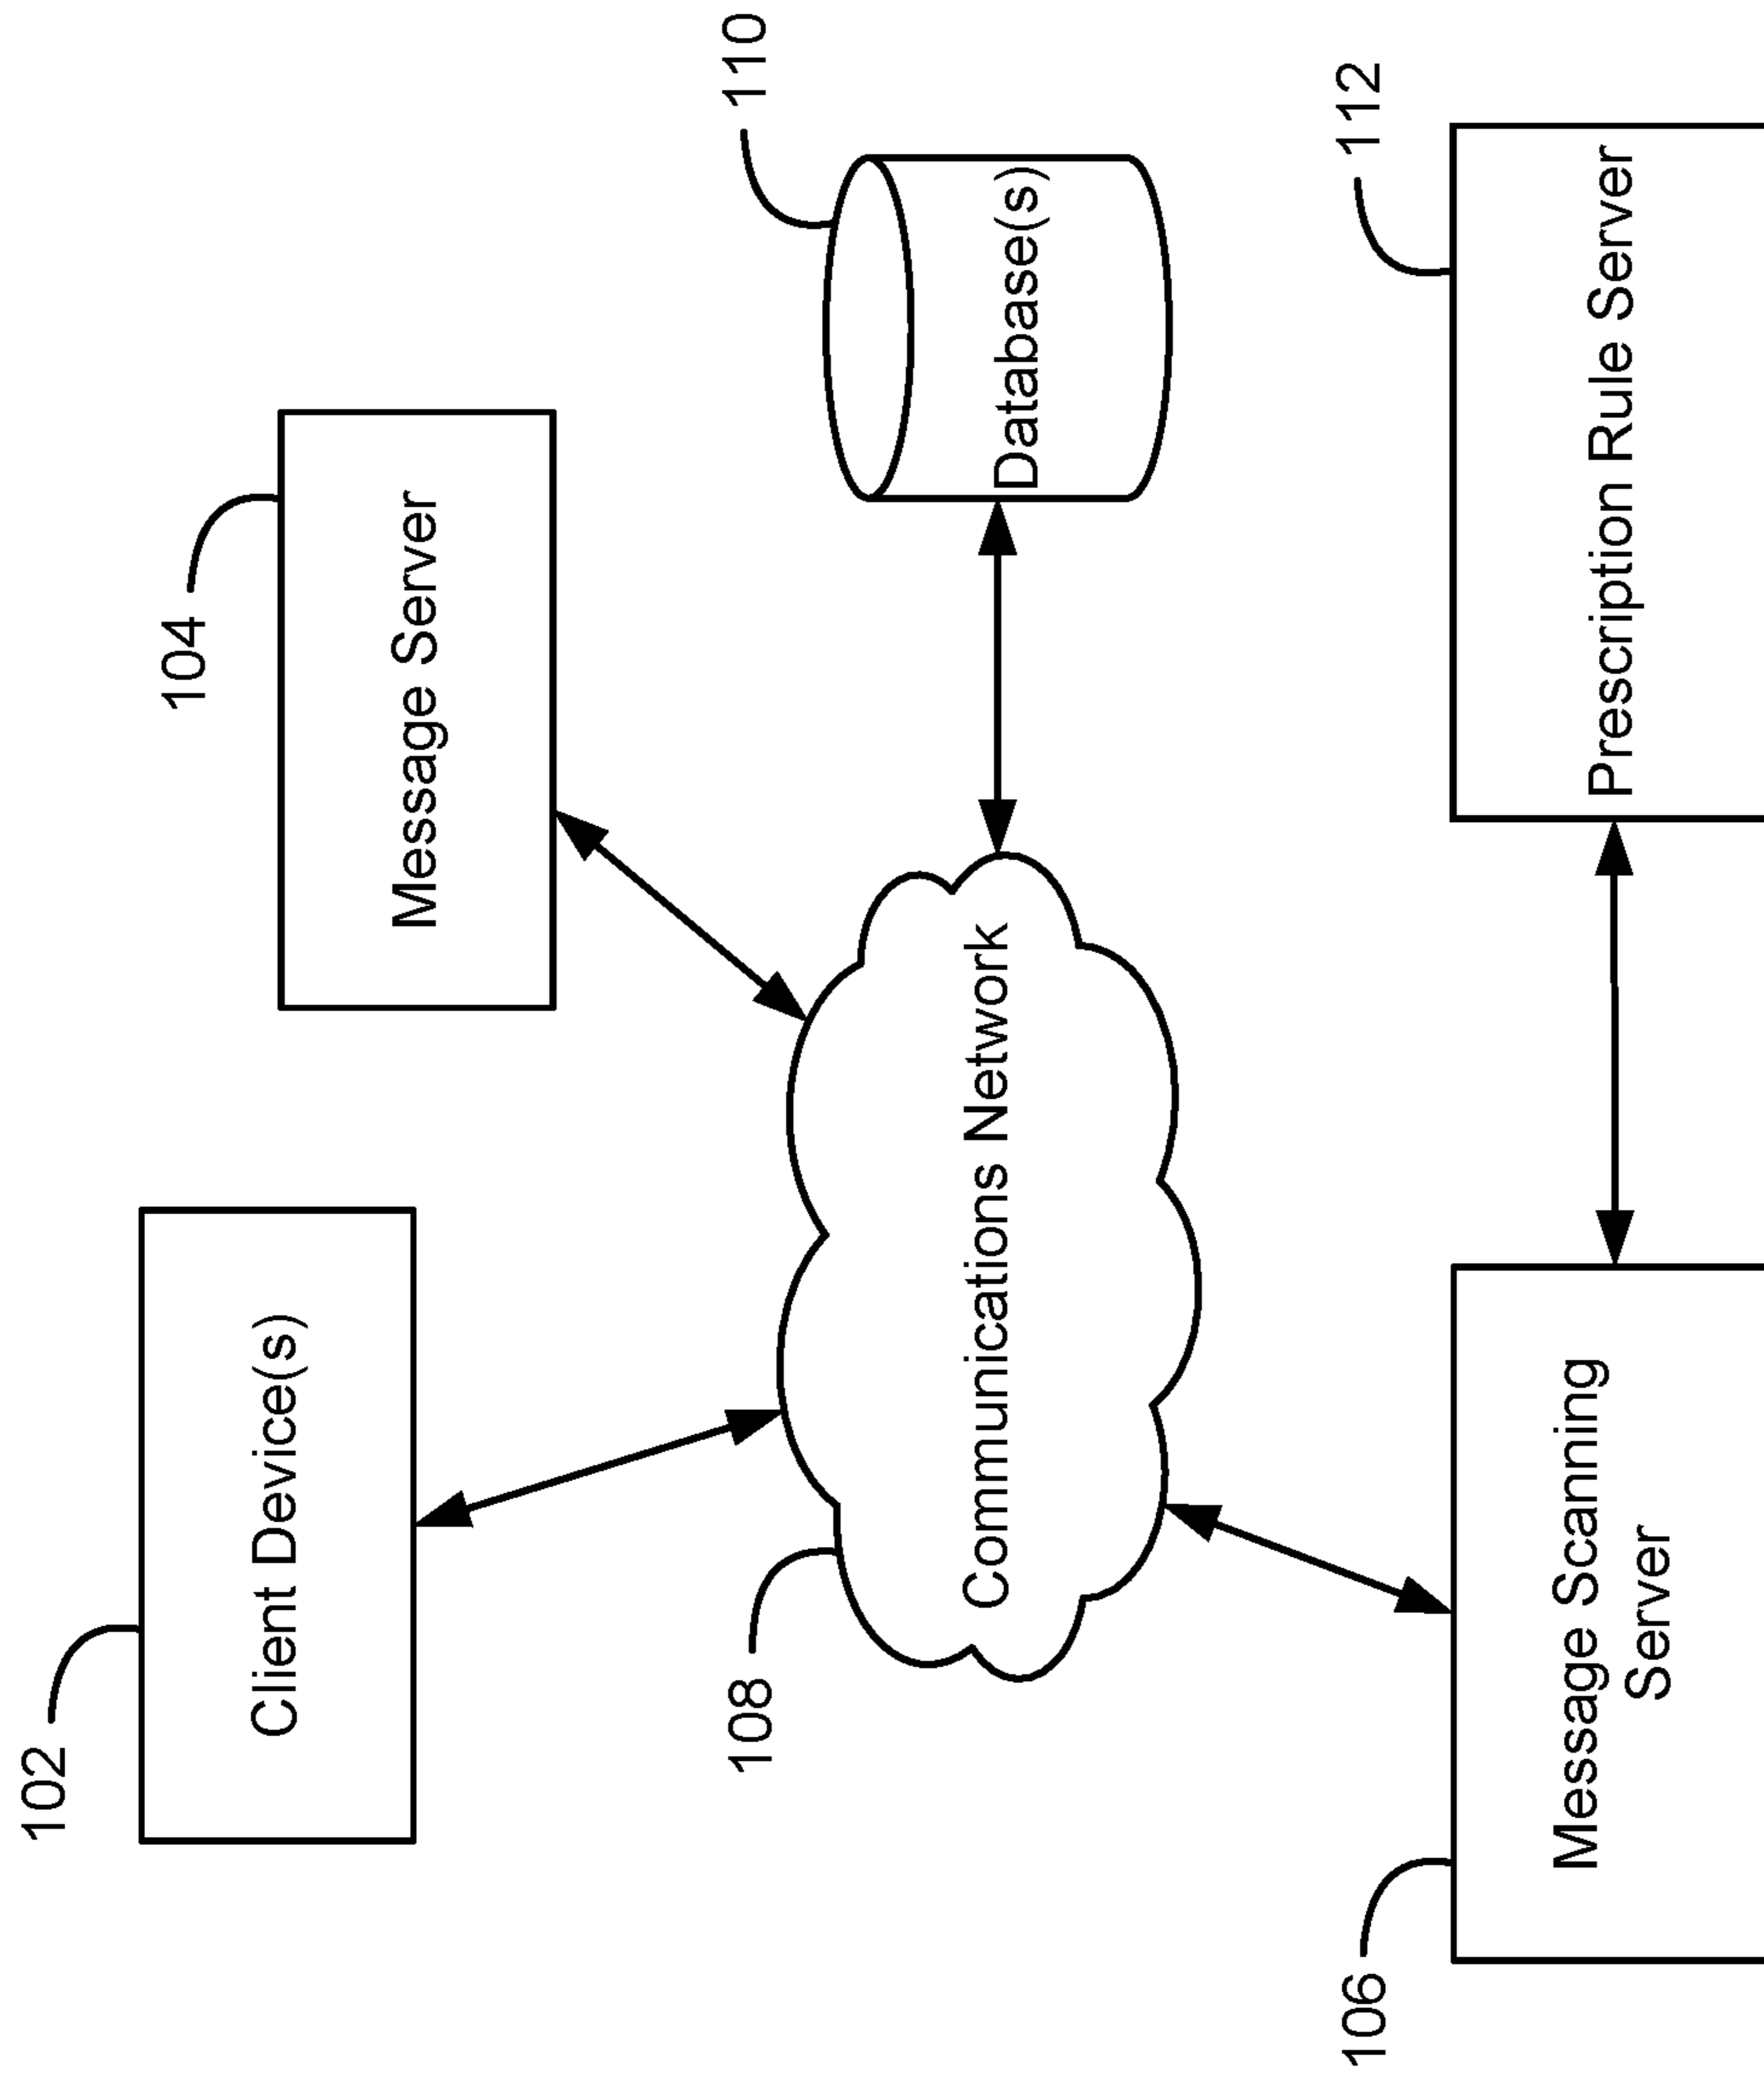 102
Client Device(s)
104
Message Server
108
Communications Network
110
Database(s)
106
Message Scanning
Server
112
Prescription Rule Server